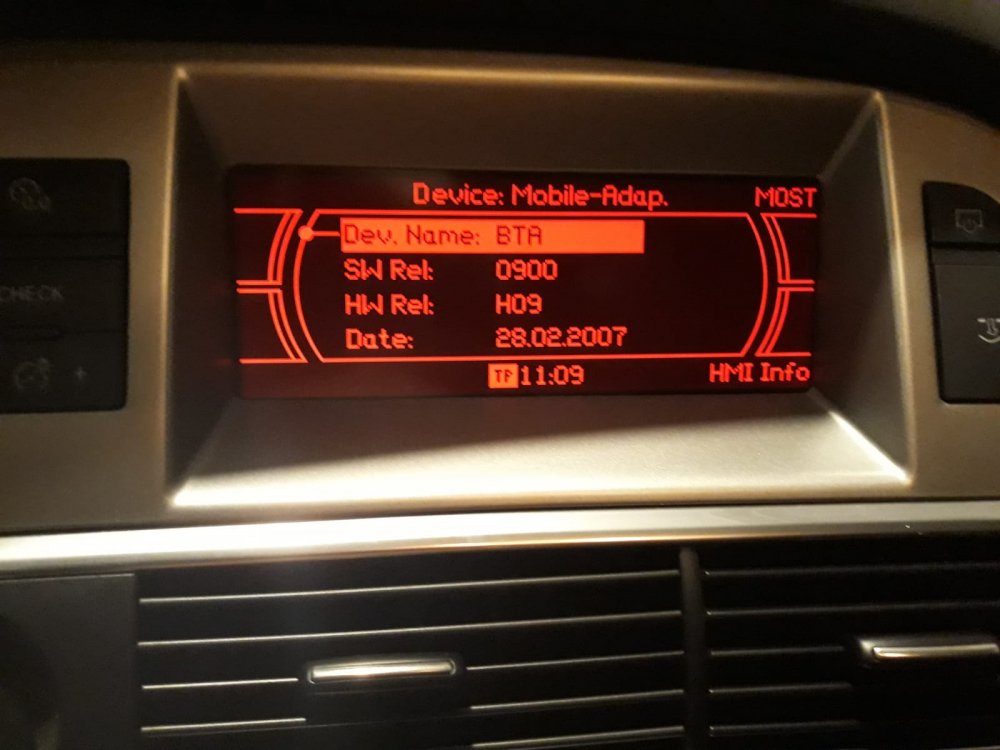 Device: Mobile-Adap. MOST
Dev. Name: BTA
SW Rel: 0900
HW Rel: H09
Date: 28.02.2007
TP 11:09 HMI Info
CHECK